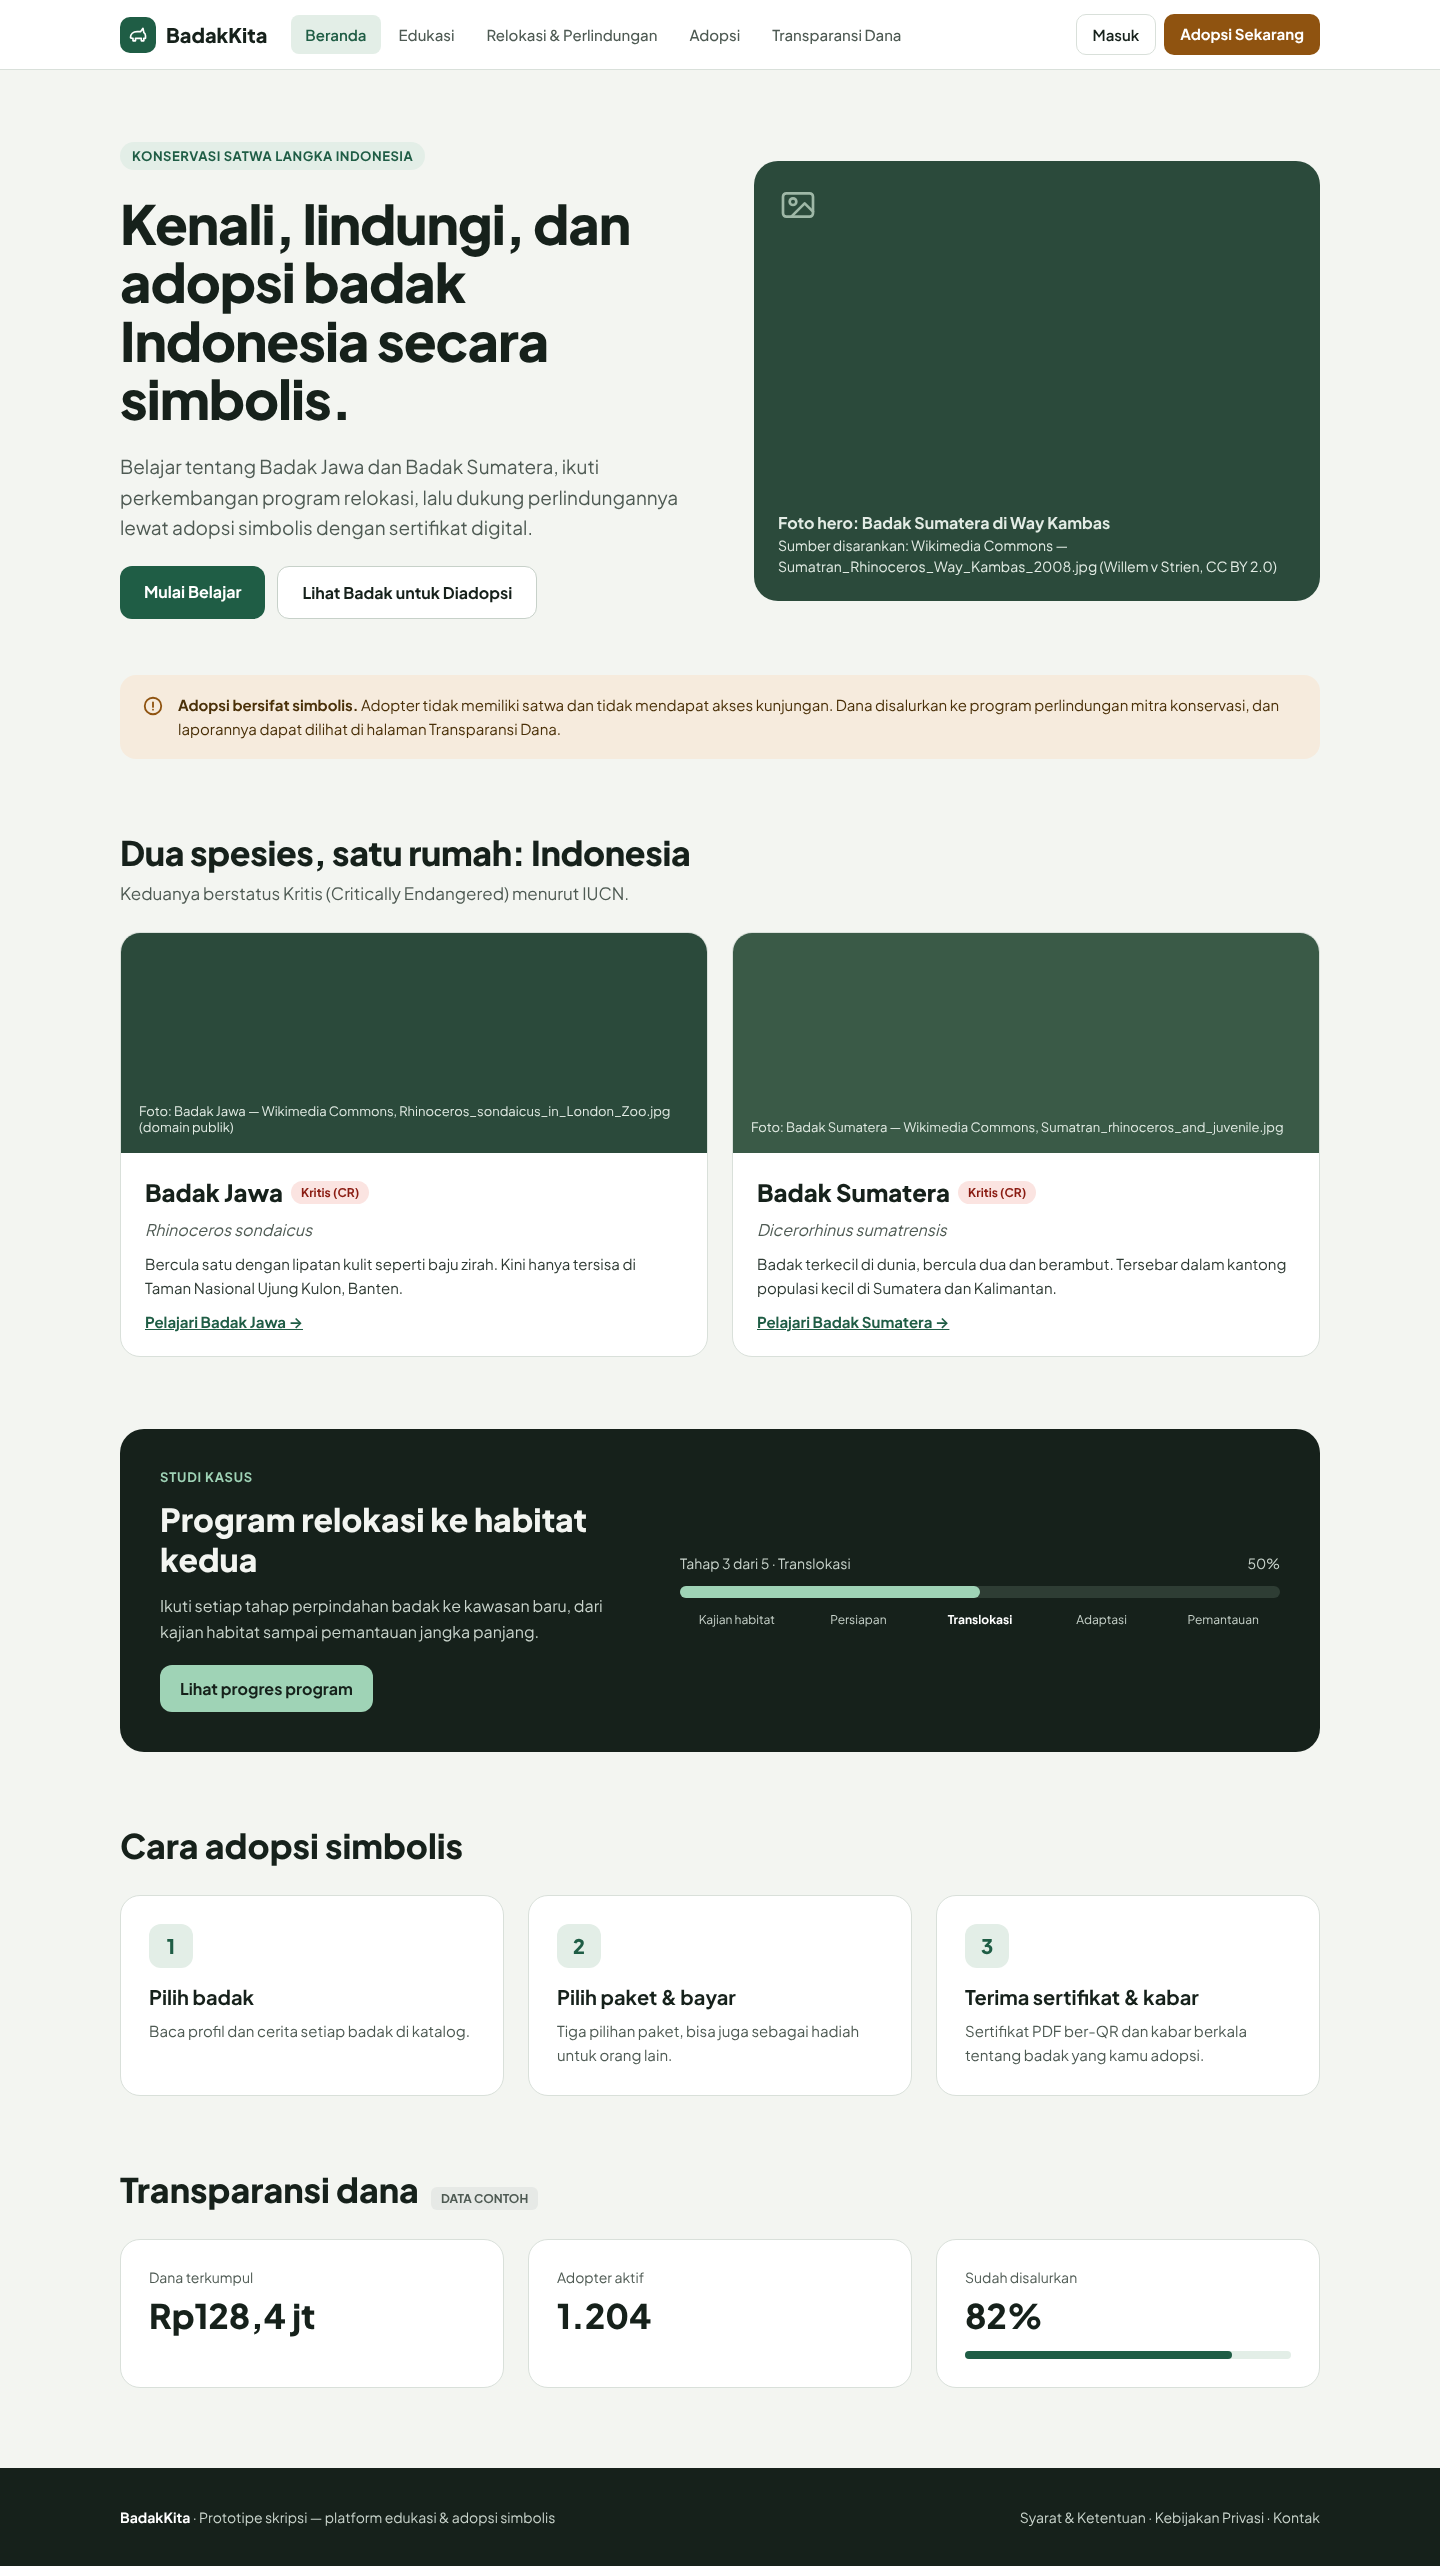 BadakKita
Beranda
Edukasi
Relokasi & Perlindungan
Adopsi
Transparansi Dana
Masuk
Adopsi Sekarang
KONSERVASI SATWA LANGKA INDONESIA
Kenali, lindungi, dan
adopsi badak
Indonesia secara
simbolis.
Belajar tentang Badak Jawa dan Badak Sumatera, ikuti
perkembangan program relokasi, lalu dukung perlindungannya
lewat adopsi simbolis dengan sertifikat digital.
Mulai Belajar
Lihat Badak untuk Diadopsi
Foto hero: Badak Sumatera di Way Kambas
Sumber disarankan: Wikimedia Commons —
Sumatran_Rhinoceros_Way_Kambas_2008.jpg (Willem v Strien, CC BY 2.0)
Adopsi bersifat simbolis. Adopter tidak memiliki satwa dan tidak mendapat akses kunjungan. Dana disalurkan ke program perlindungan mitra konservasi, dan
laporannya dapat dilihat di halaman Transparansi Dana.
Dua spesies, satu rumah: Indonesia
Keduanya berstatus Kritis (Critically Endangered) menurut IUCN.
Foto: Badak Jawa — Wikimedia Commons, Rhinoceros_sondaicus_in_London_Zoo.jpg
(domain publik)
Badak Jawa
Kritis (CR)
Rhinoceros sondaicus
Bercula satu dengan lipatan kulit seperti baju zirah. Kini hanya tersisa di
Taman Nasional Ujung Kulon, Banten.
Pelajari Badak Jawa →
Foto: Badak Sumatera — Wikimedia Commons, Sumatran_rhinoceros_and_juvenile.jpg
Badak Sumatera
Kritis (CR)
Dicerorhinus sumatrensis
Badak terkecil di dunia, bercula dua dan berambut. Tersebar dalam kantong
populasi kecil di Sumatera dan Kalimantan.
Pelajari Badak Sumatera →
STUDI KASUS
Program relokasi ke habitat
kedua
Ikuti setiap tahap perpindahan badak ke kawasan baru, dari
kajian habitat sampai pemantauan jangka panjang.
Lihat progres program
Tahap 3 dari 5 · Translokasi
50%
Kajian habitat
Persiapan
Translokasi
Adaptasi
Pemantauan
Cara adopsi simbolis
1
Pilih badak
Baca profil dan cerita setiap badak di katalog.
2
Pilih paket & bayar
Tiga pilihan paket, bisa juga sebagai hadiah
untuk orang lain.
3
Terima sertifikat & kabar
Sertifikat PDF ber-QR dan kabar berkala
tentang badak yang kamu adopsi.
Transparansi dana
DATA CONTOH
Dana terkumpul
Rp128,4 jt
Adopter aktif
1.204
Sudah disalurkan
82%
BadakKita · Prototipe skripsi — platform edukasi & adopsi simbolis
Syarat & Ketentuan · Kebijakan Privasi · Kontak